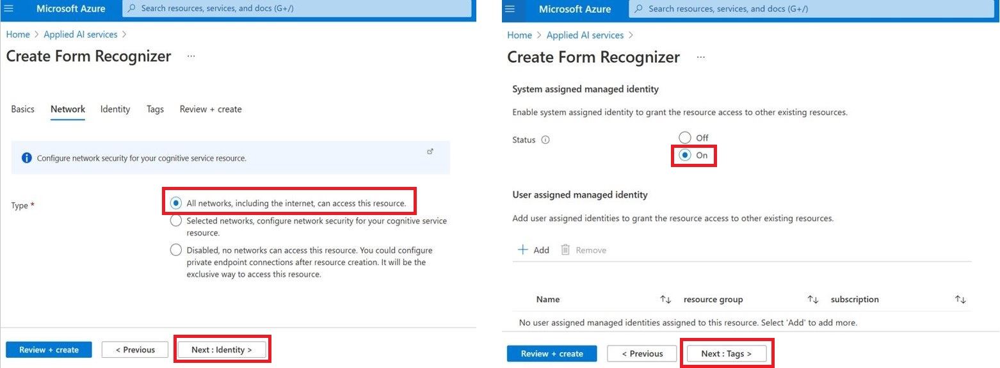 Microsoft Azure
Search resources, services, and docs (G+/)
Home > Applied AI services >
Create Form Recognizer ...
Basics Network Identity Tags Review + create
Configure network security for your cognitive service resource.
Type *
All networks, including the internet, can access this resource.
Selected networks, configure network security for your cognitive service
resource.
Disabled, no networks can access this resource. You could configure
private endpoint connections after resource creation. It will be the
exclusive way to access this resource.
Review + create
< Previous
Next : Identity >
Microsoft Azure
Search resources, services, and docs (G+/)
Home > Applied AI services >
Create Form Recognizer ...
System assigned managed identity
Enable system assigned identity to grant the resource access to other existing resources.
Status
Off
On
User assigned managed identity
Add user assigned identities to grant the resource access to other existing resources.
Add Remove
Name resource group subscription
No user assigned managed identities assigned to this resource. Select 'Add' to add more.
Review + create
< Previous
Next : Tags >